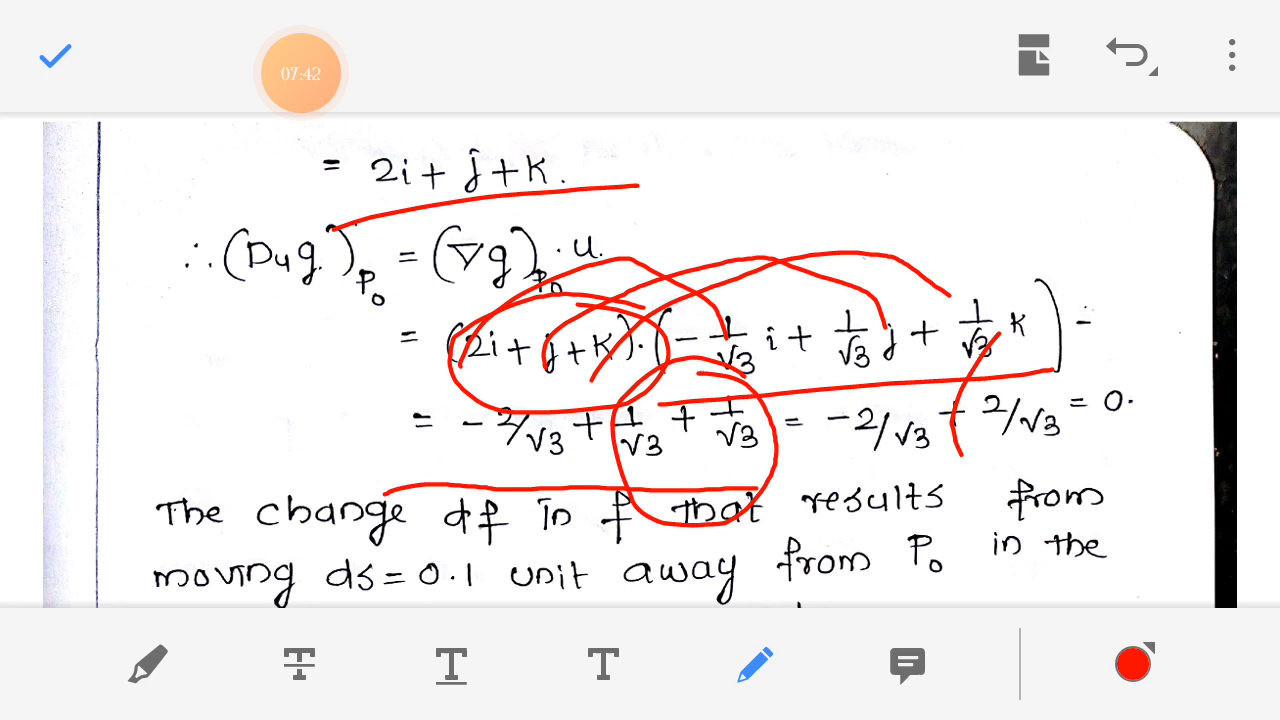 07:42
= 2i + j + k.
∴ (Dug.)P₀ = (∇g)P₀ · u.
= (2i + j + k) · (- 1/√3 i + 1/√3 j + 1/√3 k) =
= - 2/√3 + 1/√3 + 1/√3 = - 2/√3 + 2/√3 = 0.
The change df in f that results from
moving ds = 0.1 unit away from P₀ in the
T T T